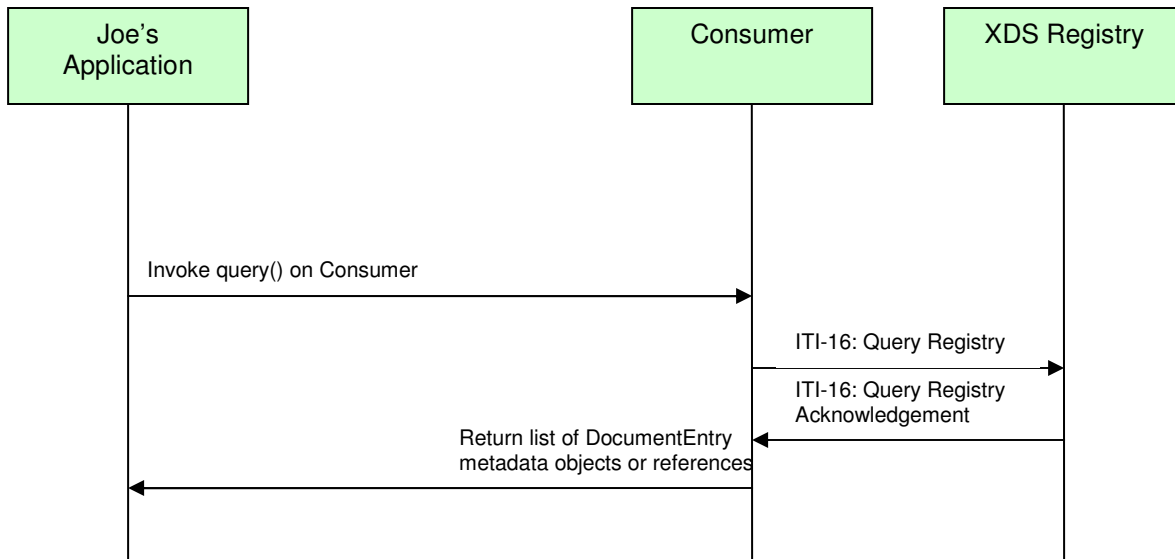 Joe's
Application
Consumer
XDS Registry
Invoke query() on Consumer
ITI-16: Query Registry
ITI-16: Query Registry
Acknowledgement
Return list of DocumentEntry
metadada objects or references